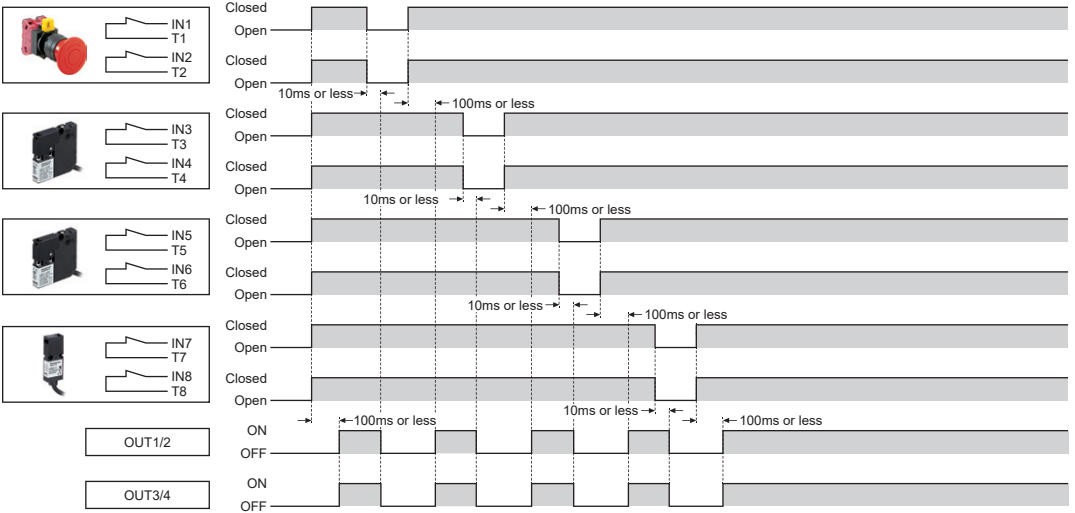 Closed
IN1
Open
T1
Closed
IN2
T2
Open
10ms or less
100ms or less
Closed
IN3
Open
T3
Closed
IN4
T4
Open
10ms or less
100ms or less
Closed
IN5
Open
T5
Closed
IN6
T6
Open
10ms or less
100ms or less
Closed
IN7
Open
T7
Closed
IN8
T8
Open
10ms or less
100ms or less
100ms or less
ON
OUT1/2
OFF
ON
OUT3/4
OFF